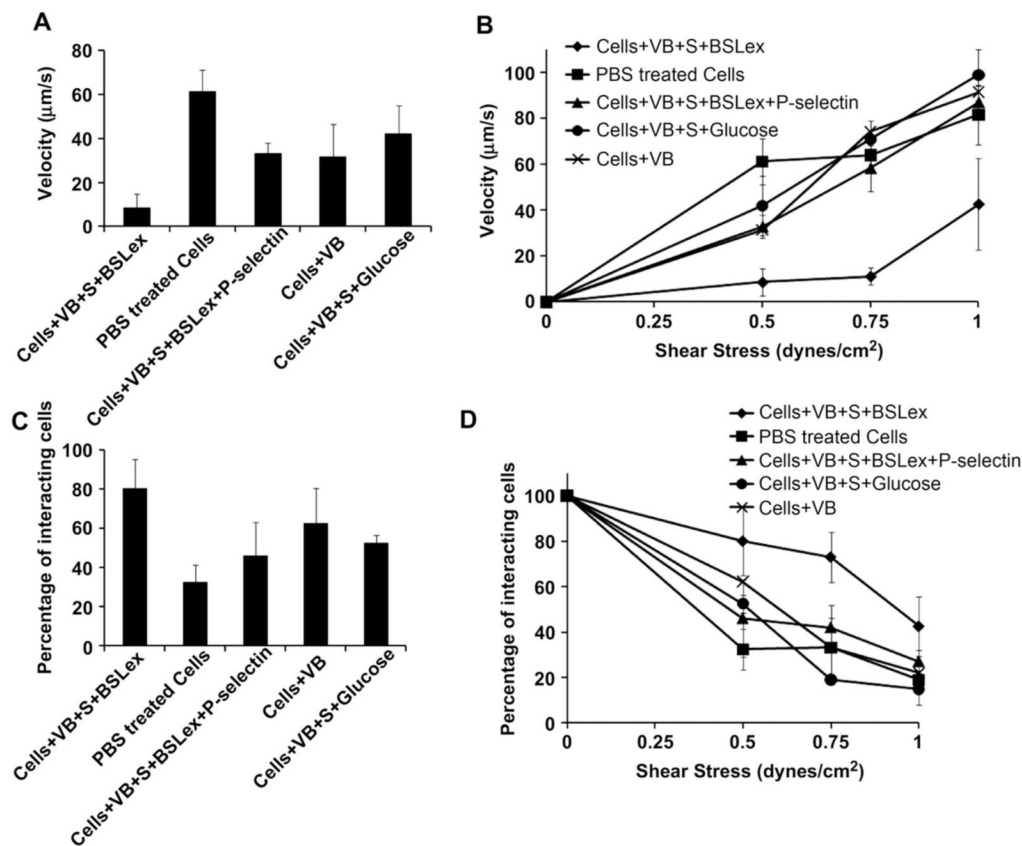 A
Velocity (μm/s)
80
60
40
20
0
Cells+VB+S+BSLex
PBS treated Cells
Cells+VB+S+BSLex+P-selectin
Cells+VB
Cells+VB+S+Glucose
B
Cells+VB+S+BSLex
PBS treated Cells
Cells+VB+S+BSLex+P-selectin
Cells+VB+S+Glucose
Cells+VB
Velocity (μm/s)
100
80
60
40
20
0
0 0.25 0.5 0.75 1
Shear Stress (dynes/cm²)
C
Percentage of interacting cells
100
80
60
40
20
0
Cells+VB+S+BSLex
PBS treated Cells
Cells+VB+S+BSLex+P-selectin
Cells+VB
Cells+VB+S+Glucose
D
Cells+VB+S+BSLex
PBS treated Cells
Cells+VB+S+BSLex+P-selectin
Cells+VB+S+Glucose
Cells+VB
Percentage of interacting cells
100
80
60
40
20
0
0 0.25 0.5 0.75 1
Shear Stress (dynes/cm²)